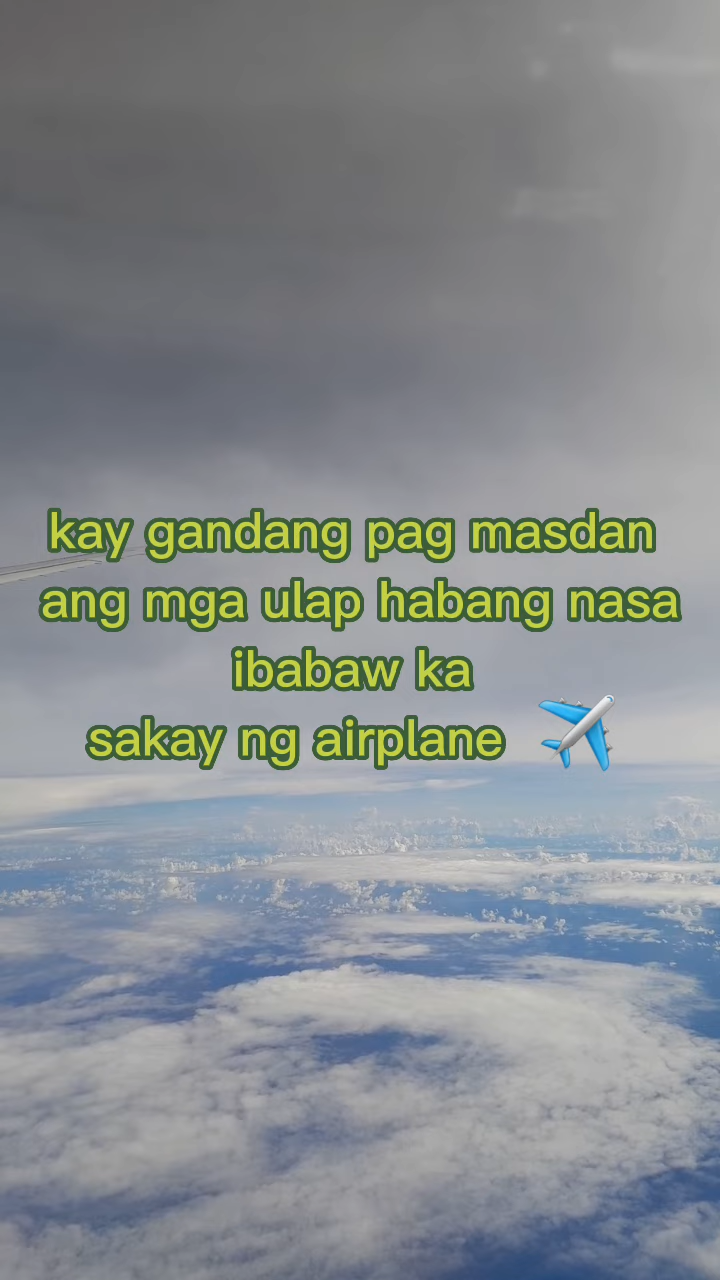 kay gandang pag masdan
ang mga ulap habang nasa
ibabaw ka
sakay ng airplane ✈️